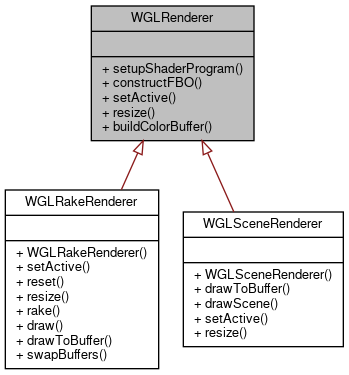 WGLRenderer
+ setupShaderProgram()
+ constructFBO()
+ setActive()
+ resize()
+ buildColorBuffer()
WGLRakeRenderer
+ WGLRakeRenderer()
+ setActive()
+ reset()
+ resize()
+ rake()
+ draw()
+ drawToBuffer()
+ swapBuffers()
WGLSceneRenderer
+ WGLSceneRenderer()
+ drawToBuffer()
+ drawScene()
+ setActive()
+ resize()